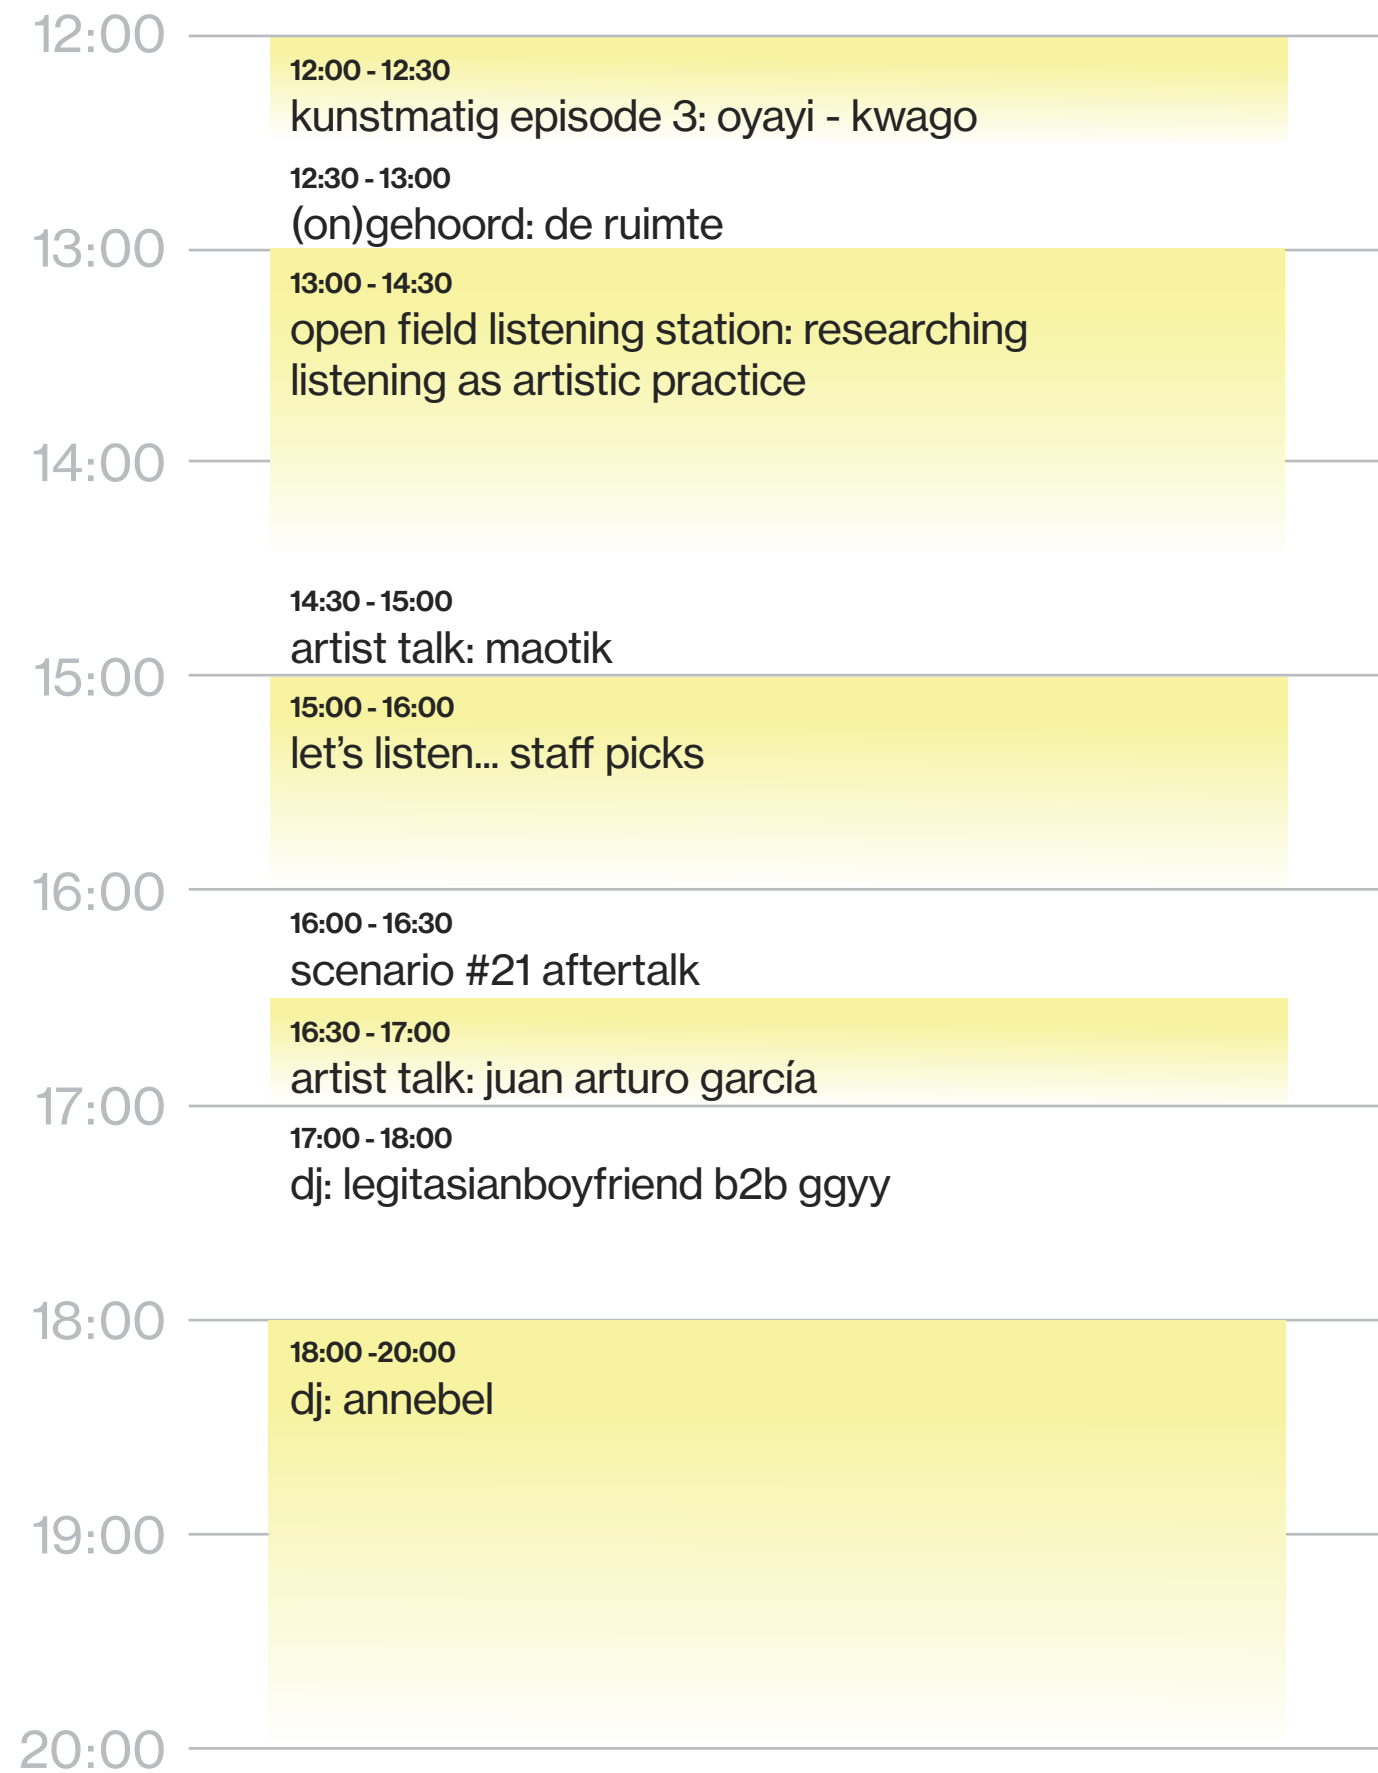 12:00
12:00 - 12:30
kunstmatig episode 3: oyayi - kwago
12:30 - 13:00
(on)gehoord: de ruimte
13:00
13:00 - 14:30
open field listening station: researching
listening as artistic practice
14:00
14:30 - 15:00
artist talk: maotik
15:00
15:00 - 16:00
let’s listen... staff picks
16:00
16:00 - 16:30
scenario #21 aftertalk
16:30 - 17:00
artist talk: juan arturo garcía
17:00
17:00 - 18:00
dj: legitasianboyfriend b2b ggyy
18:00
18:00 -20:00
dj: annebel
19:00
20:00